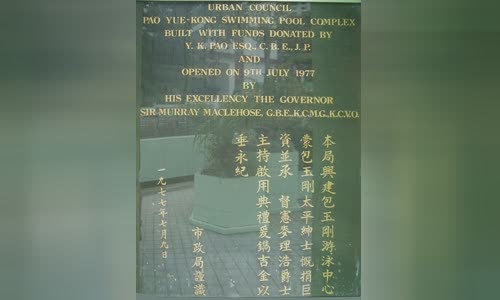 URBAN COUNCIL
PAO YUE-KONG SWIMMING POOL COMPLEX
BUILT WITH FUNDS DONATED BY
Y. K. PAO ESQ., C. B. E., J. P.
AND
OPENED ON 9TH JULY 1977
BY
HIS EXCELLENCY THE GOVERNOR
SIR MURRAY MACLEHOSE, G.B.E., K.C.M.G., K.C.V.O.
本局興建包玉剛游泳中心
蒙包玉剛太平紳士慨捐巨
資並承 督憲麥理浩爵士
主持啟用典禮爰鐫吉金以
垂永紀
市政局謹識
一九七七年七月九日